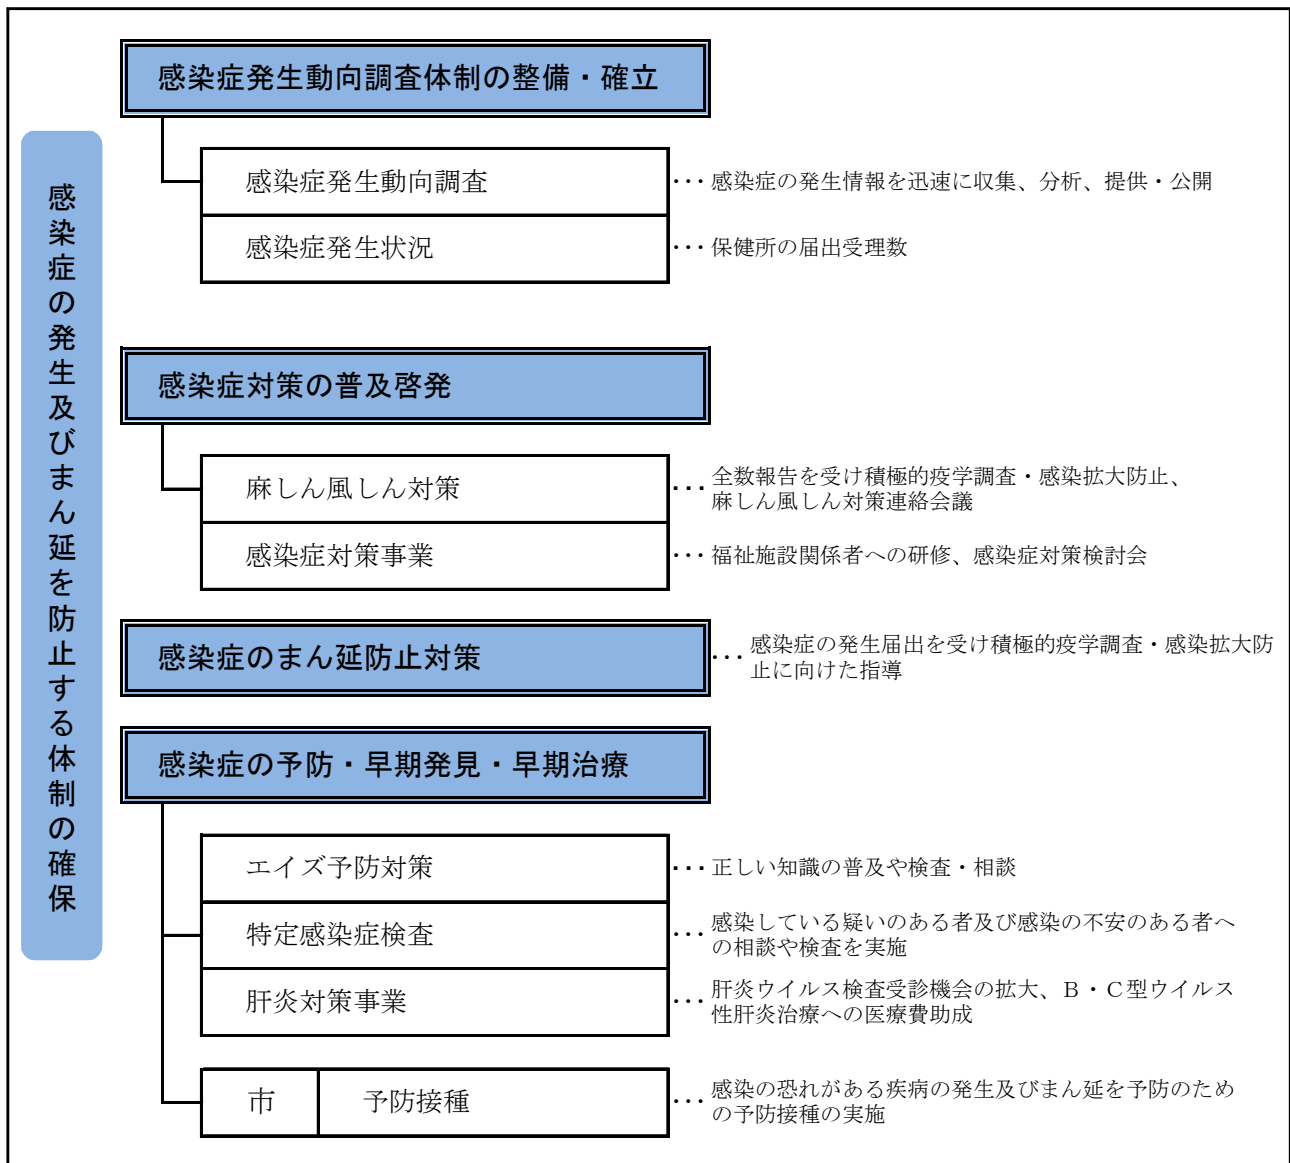 感染症の発生及びまん延を防止する体制の確保
感染症発生動向調査体制の整備・確立
感染症発生動向調査
･･･感染症の発生情報を迅速に収集、分析、提供・公開
感染症発生状況
･･･保健所の届出受理数
感染症対策の普及啓発
麻しん風しん対策
･･･全数報告を受け積極的疫学調査・感染拡大防止、
麻しん風しん対策連絡会議
感染症対策事業
･･･福祉施設関係者への研修、感染症対策検討会
感染症のまん延防止対策
･･･感染症の発生届出を受け積極的疫学調査・感染拡大防
止に向けた指導
感染症の予防・早期発見・早期治療
エイズ予防対策
･･･正しい知識の普及や検査・相談
特定感染症検査
･･･感染している疑いのある者及び感染の不安のある者へ
の相談や検査を実施
肝炎対策事業
･･･肝炎ウイルス検査受診機会の拡大、Ｂ・Ｃ型ウイルス
性肝炎治療への医療費助成
市 予防接種
･･･感染の恐れがある疾病の発生及びまん延を予防のため
の予防接種の実施